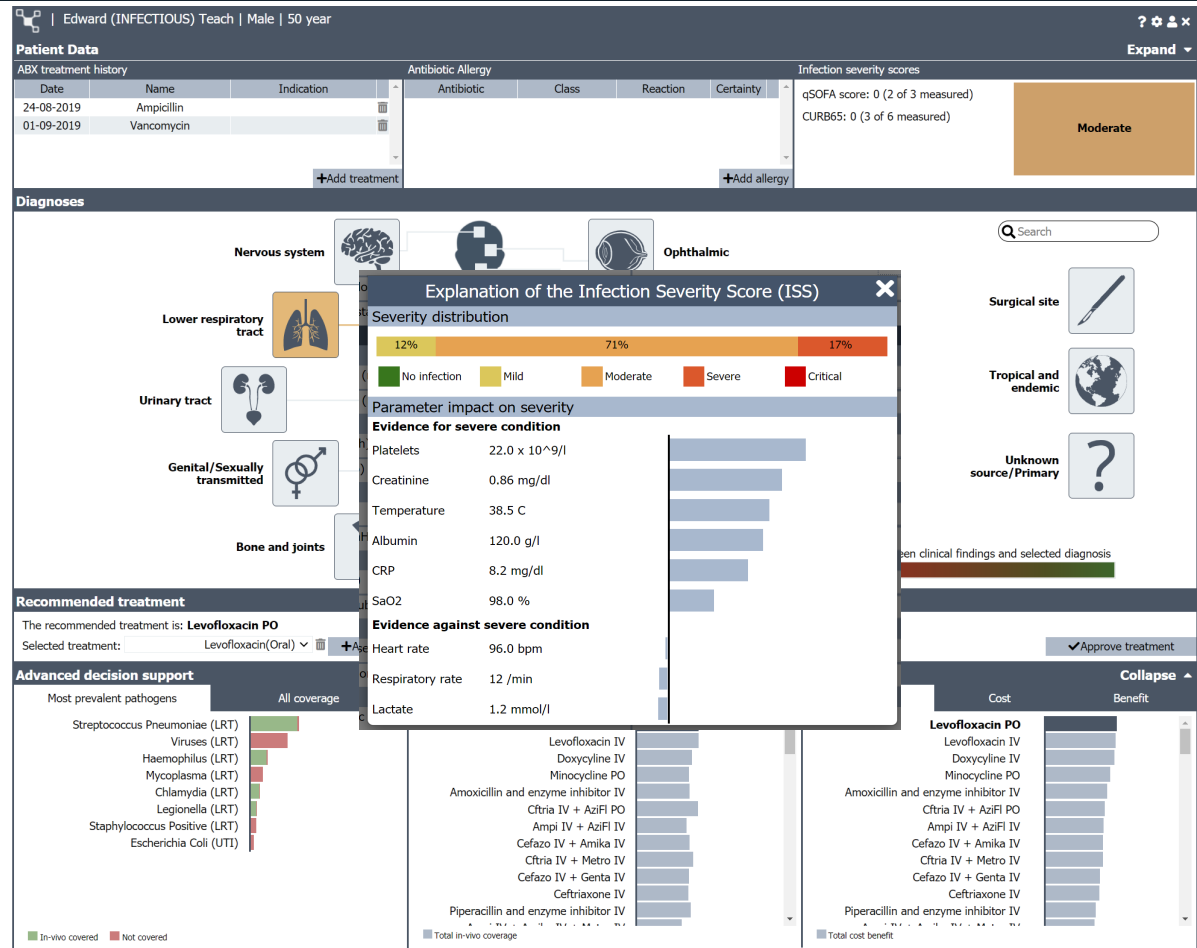 | Edward (INFECTIOUS) Teach | Male | 50 year
Patient Data
Expand
ABX treatment history
Date Name Indication
24-08-2019 Ampicillin
01-09-2019 Vancomycin
+Add treatment
Antibiotic Allergy
Antibiotic Class Reaction Certainty
+Add allergy
Infection severity scores
qSOFA score: 0 (2 of 3 measured)
CURB65: 0 (3 of 6 measured)
Moderate
Diagnoses
Search
Nervous system
Ophthalmic
Lower respiratory
tract
Urinary tract
Genital/Sexually
transmitted
Bone and joints
Surgical site
Tropical and
endemic
Unknown
source/Primary
?
clinical findings and selected diagnosis
Explanation of the Infection Severity Score (ISS)
Severity distribution
12% 71% 17%
No infection Mild Moderate Severe Critical
Parameter impact on severity
Evidence for severe condition
Platelets 22.0 x 10^9/l
Creatinine 0.86 mg/dl
Temperature 38.5 C
Albumin 120.0 g/l
CRP 8.2 mg/dl
SaO2 98.0 %
Evidence against severe condition
Heart rate 96.0 bpm
Respiratory rate 12 /min
Lactate 1.2 mmol/l
Recommended treatment
The recommended treatment is: Levofloxacin PO
Selected treatment: Levofloxacin(Oral)
Approve treatment
Advanced decision support
Collapse
Most prevalent pathogens All coverage
Streptococcus Pneumoniae (LRT)
Viruses (LRT)
Haemophilus (LRT)
Mycoplasma (LRT)
Chlamydia (LRT)
Legionella (LRT)
Staphylococcus Positive (LRT)
Escherichia Coli (UTI)
In-vivo covered Not covered
Levofloxacin IV
Doxycyline IV
Minocycline PO
Amoxicillin and enzyme inhibitor IV
Cftria IV + AziFl PO
Ampi IV + AziFl IV
Cefazo IV + Amika IV
Cftria IV + Metro IV
Cefazo IV + Genta IV
Ceftriaxone IV
Piperacillin and enzyme inhibitor IV
Total in-vivo coverage
Cost Benefit
Levofloxacin PO
Levofloxacin IV
Doxycyline IV
Minocycline PO
Amoxicillin and enzyme inhibitor IV
Cftria IV + AziFl PO
Ampi IV + AziFl IV
Cefazo IV + Amika IV
Cftria IV + Metro IV
Cefazo IV + Genta IV
Ceftriaxone IV
Piperacillin and enzyme inhibitor IV
Total cost benefit